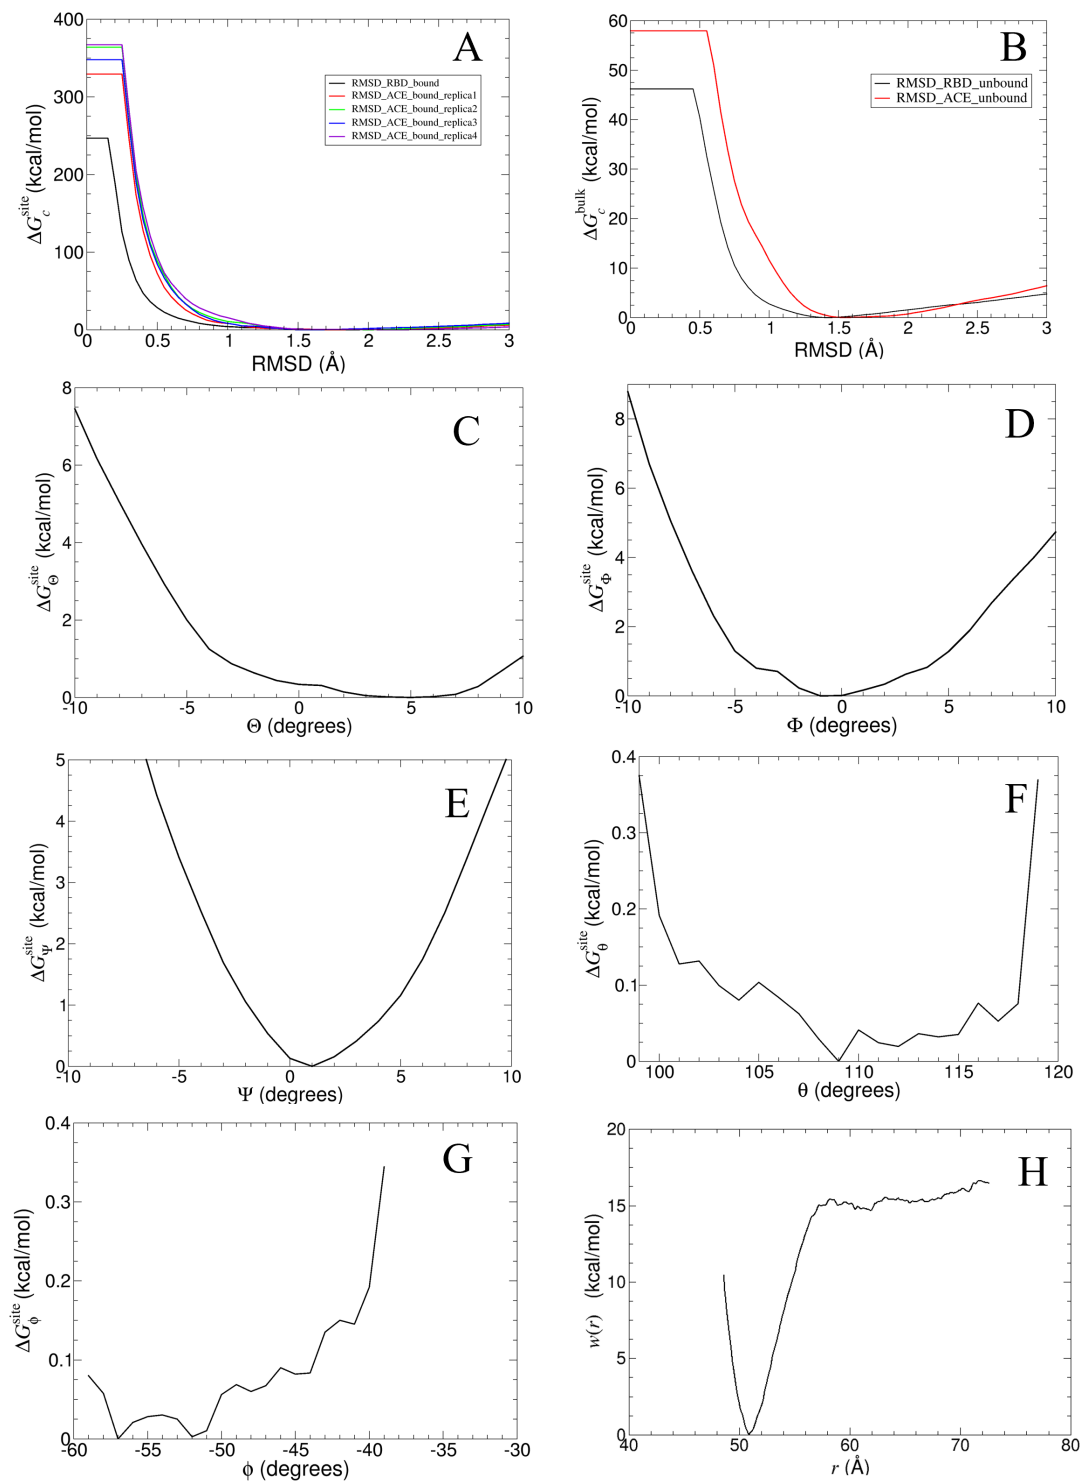 A
400
350
300
250
200
150
100
50
0
ΔG_c^site (kcal/mol)
RMSD_RBD_bound
RMSD_ACE_bound_replica1
RMSD_ACE_bound_replica2
RMSD_ACE_bound_replica3
RMSD_ACE_bound_replica4
0 0.5 1 1.5 2 2.5 3
RMSD (Å)
B
60
50
40
30
20
10
0
ΔG_c^bulk (kcal/mol)
RMSD_RBD_unbound
RMSD_ACE_unbound
0 0.5 1 1.5 2 2.5 3
RMSD (Å)
C
8
6
4
2
0
ΔG_Θ^site (kcal/mol)
-10 -5 0 5 10
Θ (degrees)
D
8
6
4
2
0
ΔG_Φ^site (kcal/mol)
-10 -5 0 5 10
Φ (degrees)
E
5
4
3
2
1
0
ΔG_Ψ^site (kcal/mol)
-10 -5 0 5 10
Ψ (degrees)
F
0.4
0.3
0.2
0.1
0
ΔG_θ^site (kcal/mol)
100 105 110 115 120
θ (degrees)
G
0.4
0.3
0.2
0.1
0
ΔG_ϕ^site (kcal/mol)
-60 -55 -50 -45 -40 -35 -30
ϕ (degrees)
H
20
15
10
5
0
w(r) (kcal/mol)
40 50 60 70 80
r (Å)